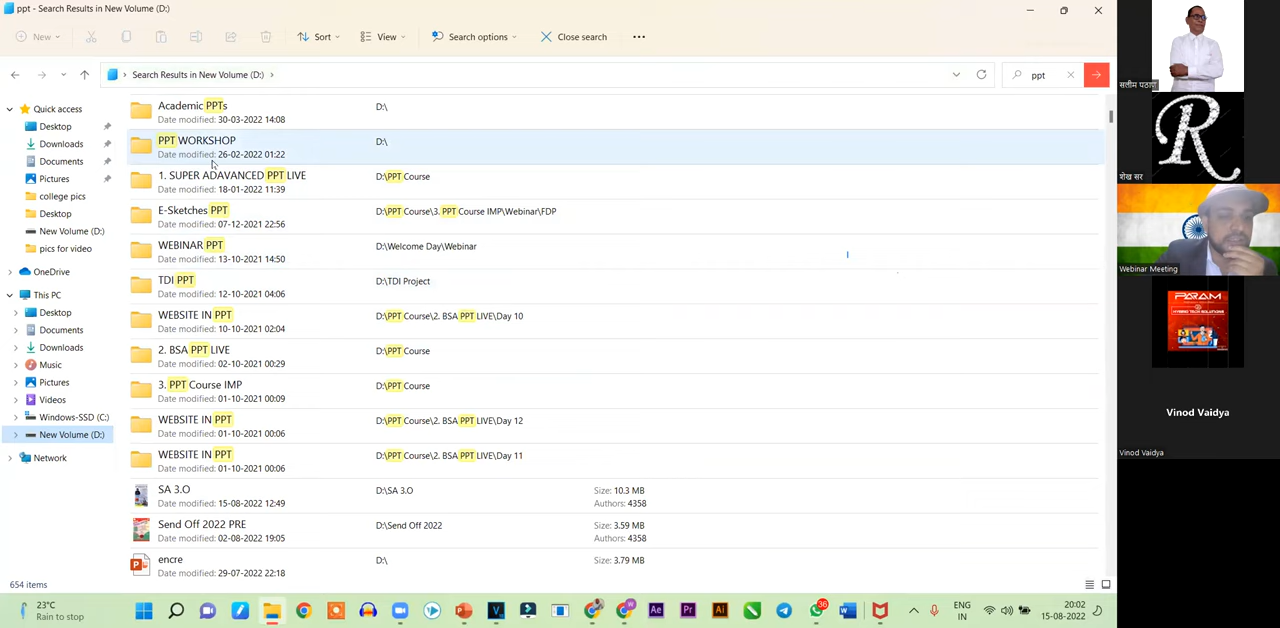 ppt - Search Results in New Volume (D:)
New
Sort
View
Search options
Close search
Search Results in New Volume (D:)
ppt
Quick access
Desktop
Downloads
Documents
Pictures
college pics
Desktop
New Volume (D:)
pics for video
OneDrive
This PC
Desktop
Documents
Downloads
Music
Pictures
Videos
Windows-SSD (C:)
New Volume (D:)
Network
Academic PPTs D:\
Date modified: 30-03-2022 14:08
PPT WORKSHOP D:\
Date modified: 26-02-2022 01:22
1. SUPER ADAVANCED PPT LIVE D:\PPT Course
Date modified: 18-01-2022 11:39
E-Sketches PPT D:\PPT Course\3. PPT Course IMP\Webinar\FDP
Date modified: 07-12-2021 22:56
WEBINAR PPT D:\Welcome Day\Webinar
Date modified: 13-10-2021 14:50
TDI PPT D:\TDI Project
Date modified: 12-10-2021 04:06
WEBSITE IN PPT D:\PPT Course\2. BSA PPT LIVE\Day 10
Date modified: 10-10-2021 02:04
2. BSA PPT LIVE D:\PPT Course
Date modified: 01-10-2021 00:29
3. PPT Course IMP D:\PPT Course
Date modified: 01-10-2021 00:09
WEBSITE IN PPT D:\PPT Course\2. BSA PPT LIVE\Day 12
Date modified: 01-10-2021 00:06
WEBSITE IN PPT D:\PPT Course\2. BSA PPT LIVE\Day 11
Date modified: 01-10-2021 00:06
SA 3.O D:\SA 3.O Size: 10.3 MB
Date modified: 15-08-2022 12:49 Authors: 4358
Send Off 2022 PRE D:\Send Off 2022 Size: 3.59 MB
Date modified: 02-08-2022 19:05 Authors: 4358
encre D:\ Size: 3.79 MB
Date modified: 29-07-2022 22:18
654 items
23°C
Rain to stop
36
ENG
IN
20:02
15-08-2022
सलीम पठाण
R
शेख सर
Webinar Meeting
PARAM
HYBRID TECH SOLUTIONS
Vinod Vaidya
Vinod Vaidya